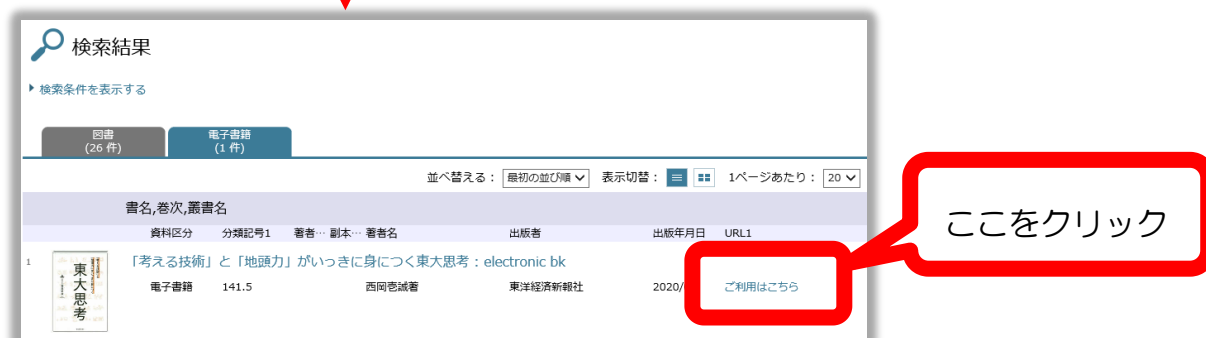 検索結果
検索条件を表示する
図書
(26 件)
電子書籍
(1 件)
並べ替える： 最初の並び順 表示切替： 1ページあたり： 20
書名,巻次,叢書名
資料区分 分類記号1 著者… 副本… 著者名 出版者 出版年月日 URL1
1
「考える技術」と「地頭力」がいっきに身につく東大思考 : electronic bk
電子書籍 141.5 西岡壱誠著 東洋経済新報社 2020/ ご利用はこちら
東大思考
ここをクリック